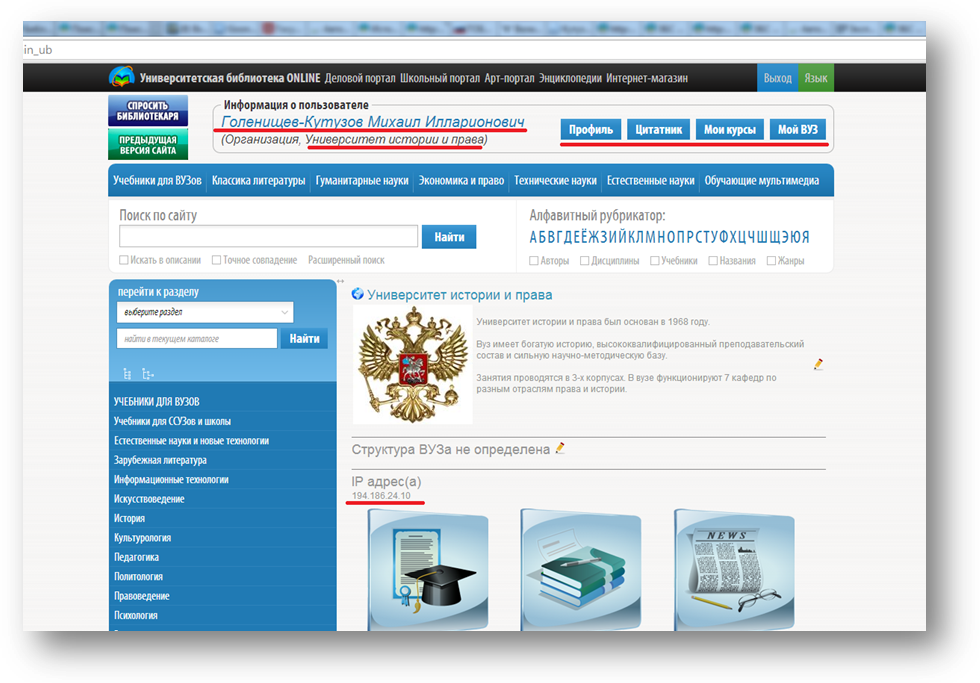 in_ub
Университетская библиотека ONLINE Деловой портал Школьный портал Арт-портал Энциклопедии Интернет-магазин Выход Язык
СПРОСИТЬ
БИБЛИОТЕКАРЯ
ПРЕДЫДУЩАЯ
ВЕРСИЯ САЙТА
Информация о пользователе
Голенищев-Кутузов Михаил Илларионович
(Организация, Университет истории и права)
Профиль Цитатник Мои курсы Мой ВУЗ
Учебники для ВУЗов Классика литературы Гуманитарные науки Экономика и право Технические науки Естественные науки Обучающие мультимедиа
Поиск по сайту
Найти
Искать в описании Точное совпадение Расширенный поиск
Алфавитный рубрикатор:
АБВГДЕЁЖЗИЙКЛМНОПРСТУФХЦЧШЩЭЮЯ
Авторы Дисциплины Учебники Названия Жанры
перейти к разделу
выберите раздел
найти в текущем каталоге Найти
УЧЕБНИКИ ДЛЯ ВУЗОВ
Учебники для ССУЗов и школы
Естественные науки и новые технологии
Зарубежная литература
Информационные технологии
Искусствоведение
История
Культурология
Педагогика
Политология
Правоведение
Психология
Университет истории и права
Университет истории и права был основан в 1968 году.
Вуз имеет богатую историю, высококвалифицированный преподавательский
состав и сильную научно-методическую базу.
Занятия проводятся в 3-х корпусах. В вузе функционируют 7 кафедр по
разным отраслям права и истории.
Структура ВУЗа не определена
IP адрес(а)
194.186.24.10
NEWS